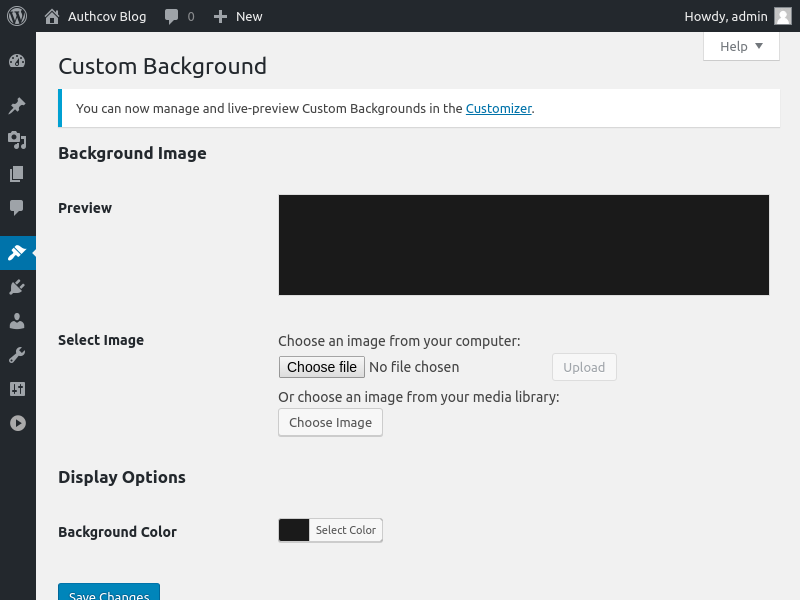 Authcov Blog 0 New Howdy, admin
Help
Custom Background
You can now manage and live-preview Custom Backgrounds in the Customizer.
Background Image
Preview
Select Image
Choose an image from your computer:
Choose file No file chosen Upload
Or choose an image from your media library:
Choose Image
Display Options
Background Color
Select Color
Save Changes